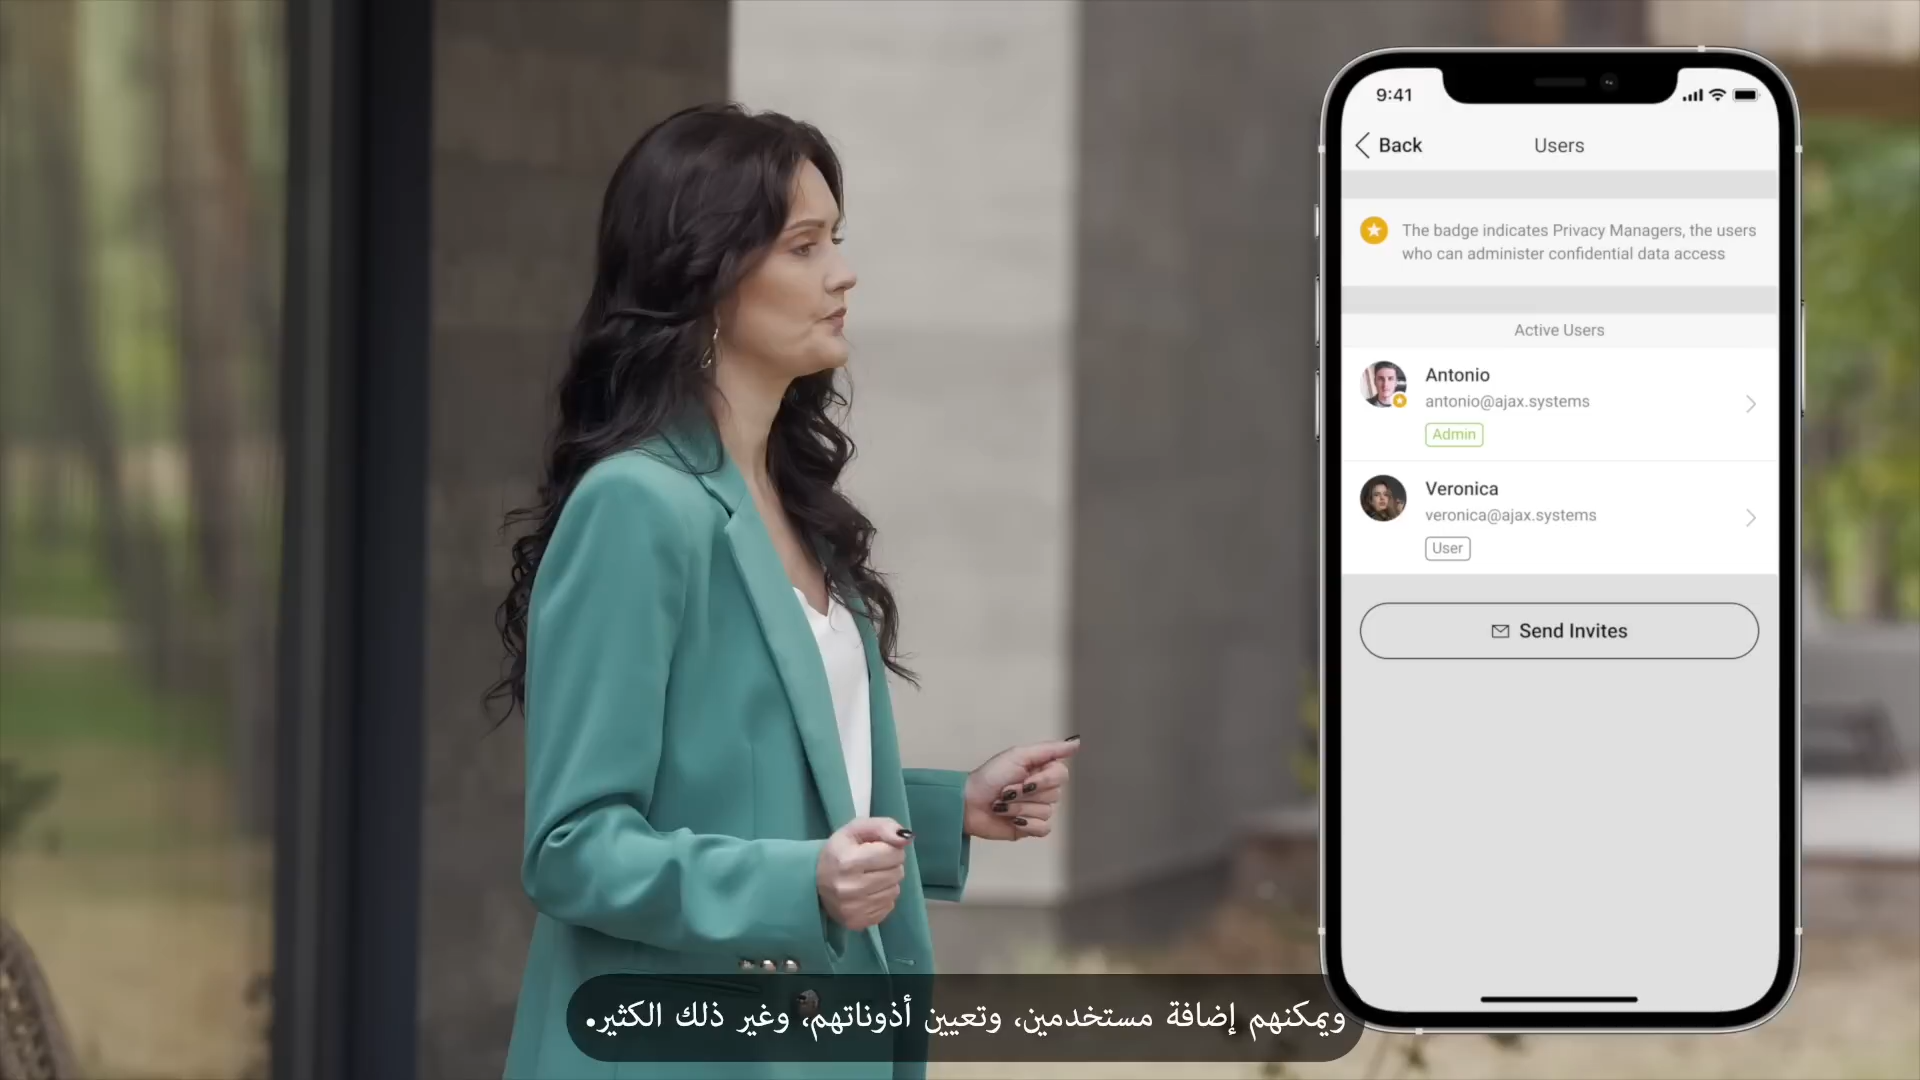 9:41
Back
Users
The badge indicates Privacy Managers, the users
who can administer confidential data access
Active Users
Antonio
antonio@ajax.systems
Admin
Veronica
veronica@ajax.systems
User
Send Invites
ويمكنهم إضافة مستخدمين، وتعيين أذوناتهم، وغير ذلك الكثير.